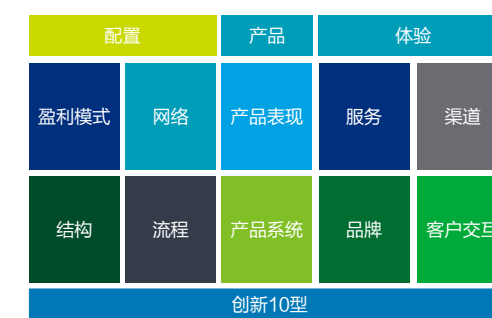 配置
产品
体验
盈利模式
网络
产品表现
服务
渠道
结构
流程
产品系统
品牌
客户交互
创新10型